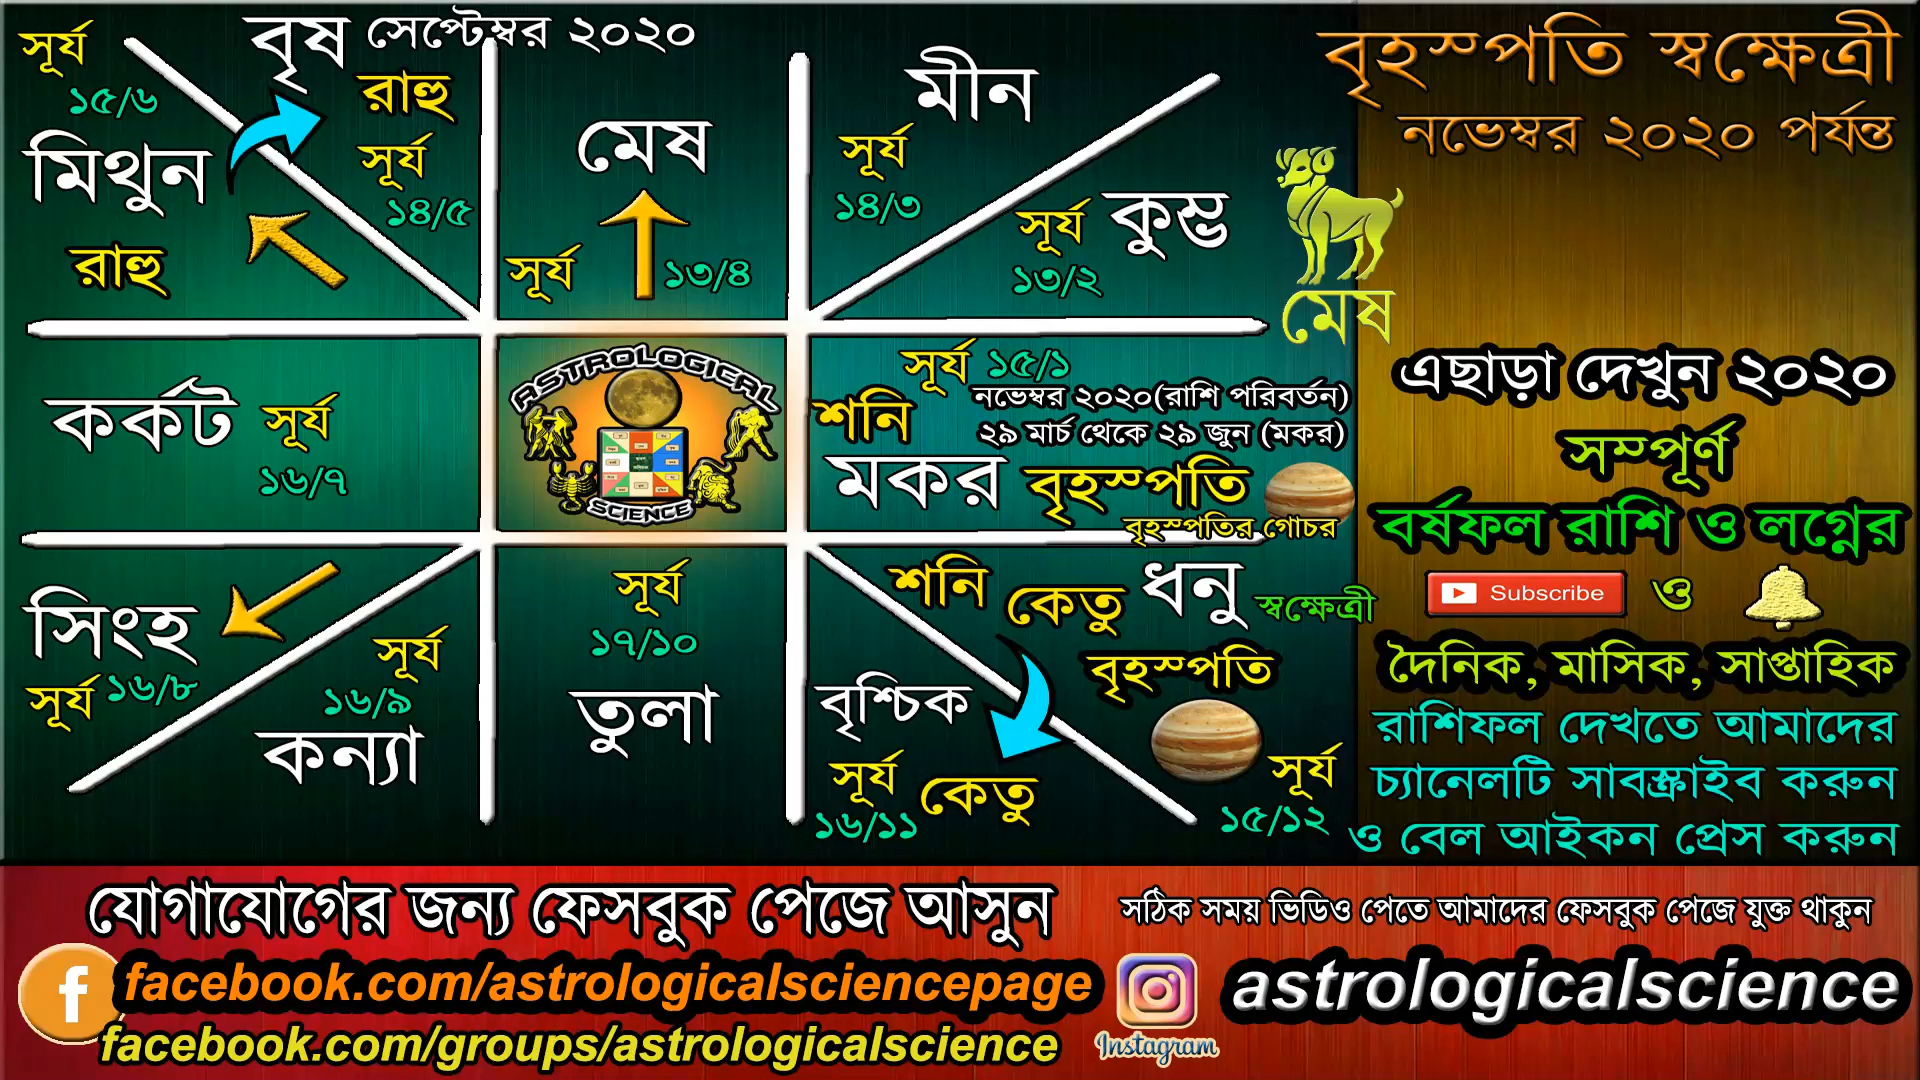 সূর্য
১৫/৬
বৃষ
সেপ্টেম্বর ২০২০
রাহু
সূর্য
১৪/৫
মিথুন
রাহু
মেষ
সূর্য
১৩/৪
মীন
সূর্য
১৪/৩
সূর্য
কুম্ভ
১৩/২
মেষ
বৃহস্পতি স্বক্ষেত্রী
নভেম্বর ২০২০ পর্যন্ত
কর্কট
সূর্য
১৬/৭
ASTROLOGICAL
SCIENCE
সূর্য ১৫/১
শনি
নভেম্বর ২০২০(রাশি পরিবর্তন)
২৯ মার্চ থেকে ২৯ জুন (মকর)
মকর
বৃহস্পতি
বৃহস্পতির গোচর
এছাড়া দেখুন ২০২০
সম্পূর্ণ
বর্ষফল রাশি ও লগ্নের
Subscribe
ও
দৈনিক, মাসিক, সাপ্তাহিক
রাশিফল দেখতে আমাদের
চ্যানেলটি সাবস্ক্রাইব করুন
ও বেল আইকন প্রেস করুন
সিংহ
সূর্য ১৬/৮
সূর্য
১৬/৯
কন্যা
সূর্য
১৭/১০
তুলা
শনি
কেতু
ধনু
স্বক্ষেত্রী
বৃহস্পতি
সূর্য
১৫/১২
বৃশ্চিক
সূর্য
১৬/১১
কেতু
যোগাযোগের জন্য ফেসবুক পেজে আসুন
facebook.com/astrologicalsciencepage
facebook.com/groups/astrologicalscience
সঠিক সময় ভিডিও পেতে আমাদের ফেসবুক পেজে যুক্ত থাকুন
astrologicalscience
Instagram